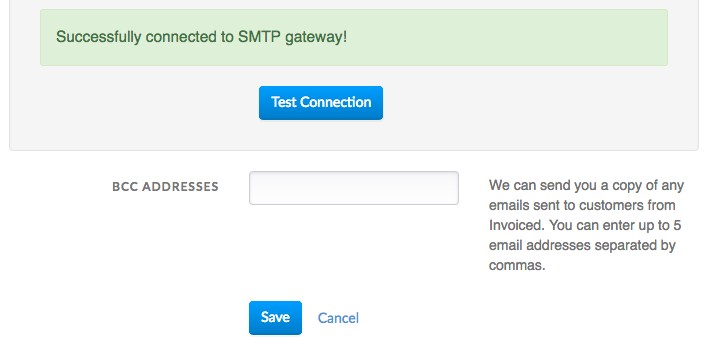 Successfully connected to SMTP gateway!
Test Connection
BCC ADDRESSES
We can send you a copy of any
emails sent to customers from
Invoiced. You can enter up to 5
email addresses separated by
commas.
Save
Cancel